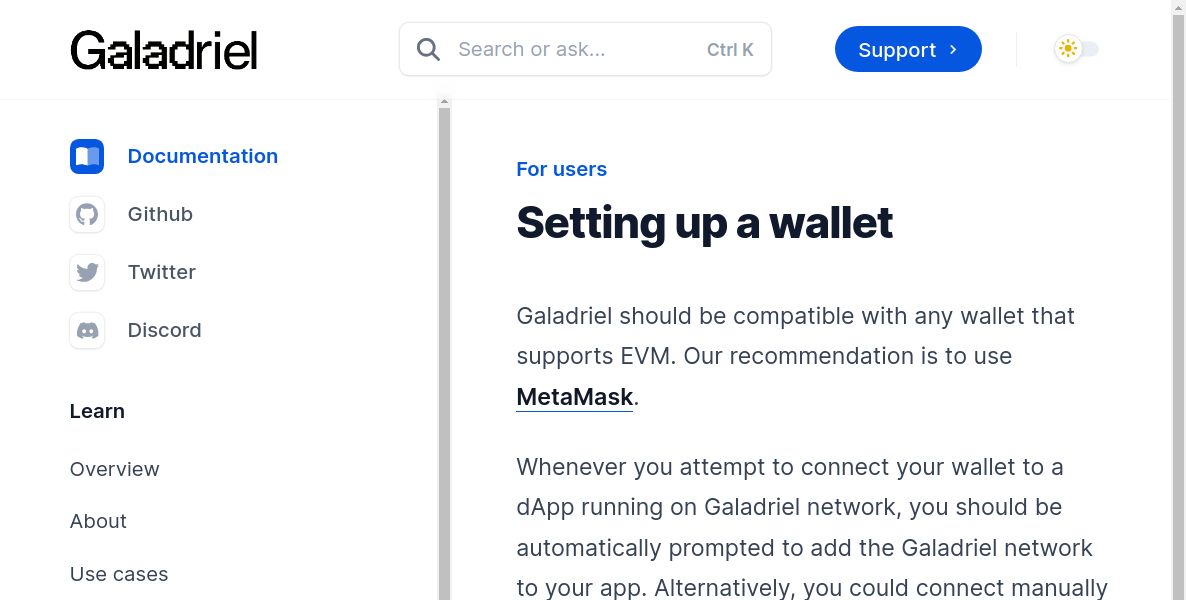 Galadriel
Search or ask...
Ctrl K
Support
Documentation
Github
Twitter
Discord
Learn
Overview
About
Use cases
For users
Setting up a wallet
Galadriel should be compatible with any wallet that
supports EVM. Our recommendation is to use
MetaMask.
Whenever you attempt to connect your wallet to a
dApp running on Galadriel network, you should be
automatically prompted to add the Galadriel network
to your app. Alternatively, you could connect manually